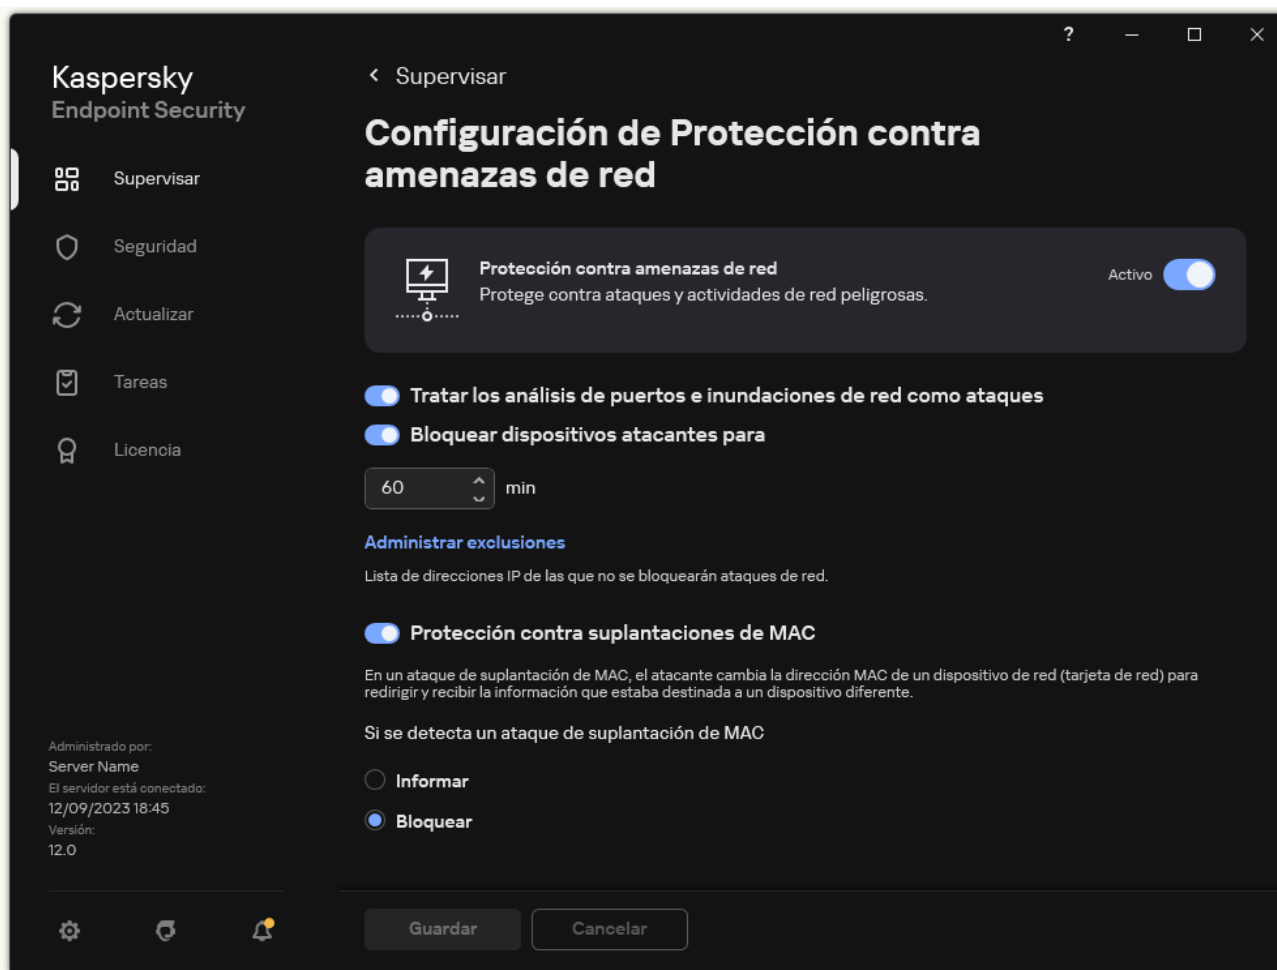 ?
Kaspersky
Endpoint Security
Supervisar
Seguridad
Actualizar
Tareas
Licencia
Administrado por:
Server Name
El servidor está conectado:
12/09/2023 18:45
Versión:
12.0
Supervisar
Configuración de Protección contra
amenazas de red
Protección contra amenazas de red
Protege contra ataques y actividades de red peligrosas.
Activo
Tratar los análisis de puertos e inundaciones de red como ataques
Bloquear dispositivos atacantes para
60 min
Administrar exclusiones
Lista de direcciones IP de las que no se bloquearán ataques de red.
Protección contra suplantaciones de MAC
En un ataque de suplantación de MAC, el atacante cambia la dirección MAC de un dispositivo de red (tarjeta de red) para
redirigir y recibir la información que estaba destinada a un dispositivo diferente.
Si se detecta un ataque de suplantación de MAC
Informar
Bloquear
Guardar
Cancelar